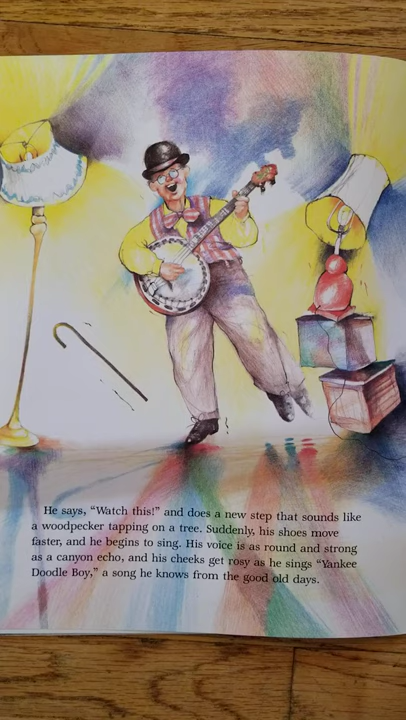 He says, “Watch this!” and does a new step that sounds like
a woodpecker tapping on a tree. Suddenly, his shoes move
faster, and he begins to sing. His voice is as round and strong
as a canyon echo, and his cheeks get rosy as he sings “Yankee
Doodle Boy,” a song he knows from the good old days.